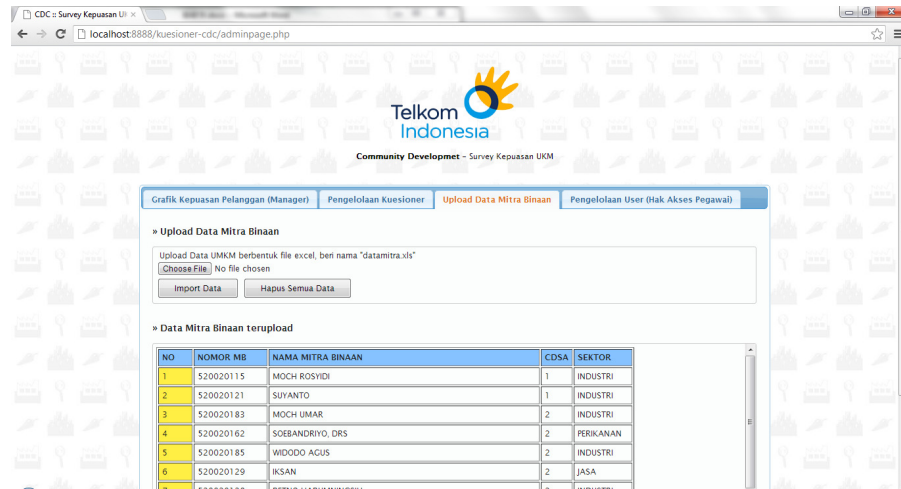 CDC :: Survey Kepuasan UK
localhost:8888/kuesioner-cdc/adminpage.php
Telkom
Indonesia
Community Developmet - Survey Kepuasan UKM
Grafik Kepuasan Pelanggan (Manager) Pengelolaan Kuesioner Upload Data Mitra Binaan Pengelolaan User (Hak Akses Pegawai)
» Upload Data Mitra Binaan
Upload Data UMKM berbentuk file excel, beri nama "datamitra.xls"
Choose File No file chosen
Import Data Hapus Semua Data
» Data Mitra Binaan terupload
NO NOMOR MB NAMA MITRA BINAAN CDSA SEKTOR
1 520020115 MOCH ROSYIDI 1 INDUSTRI
2 520020121 SUYANTO 1 INDUSTRI
3 520020183 MOCH UMAR 2 INDUSTRI
4 520020162 SOEBANDRIYO, DRS 2 PERIKANAN
5 520020185 WIDODO AGUS 2 INDUSTRI
6 520020129 IKSAN 2 JASA